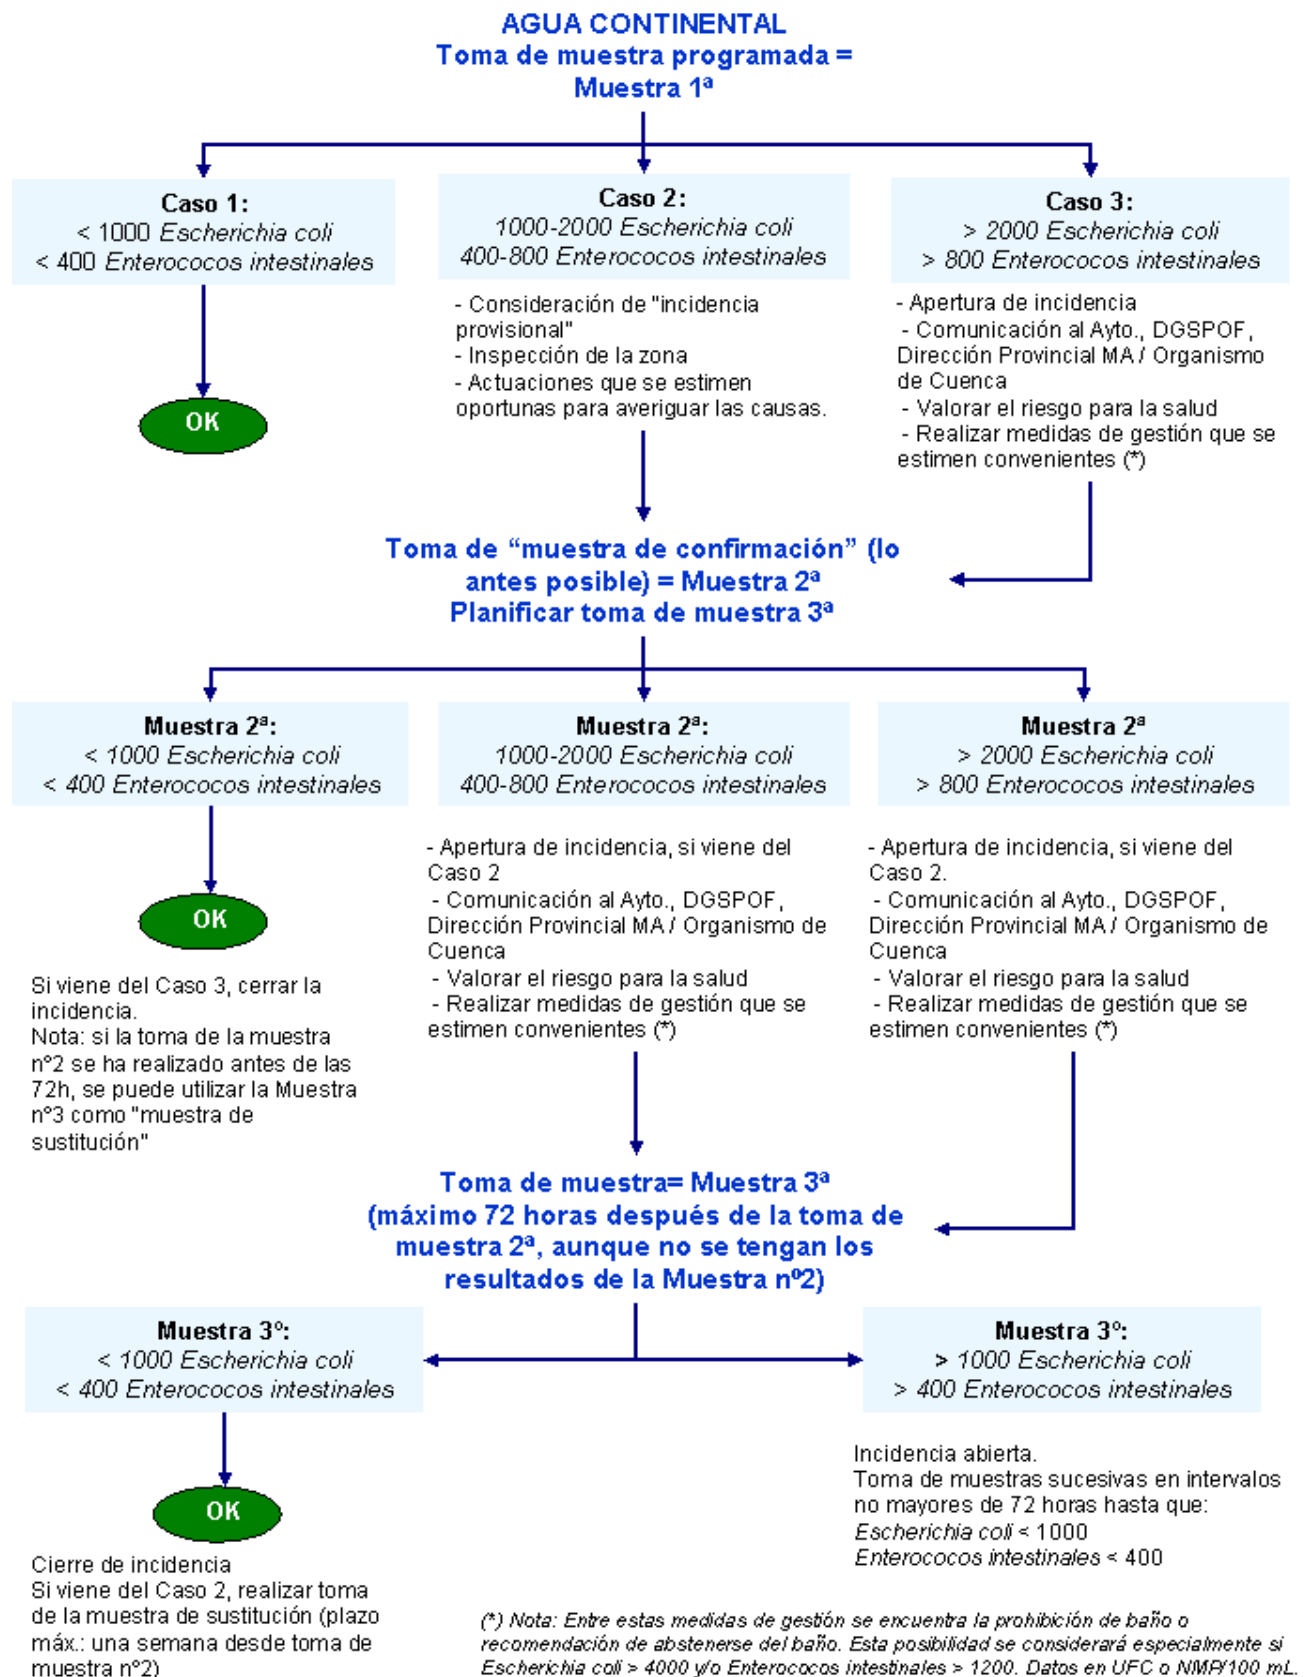 AGUA CONTINENTAL
Toma de muestra programada =
Muestra 1ª
Caso 1:
< 1000 Escherichia coli
< 400 Enterococos intestinales
OK
Caso 2:
1000-2000 Escherichia coli
400-800 Enterococos intestinales
- Consideración de "incidencia
provisional"
- Inspección de la zona
- Actuaciones que se estimen
oportunas para averiguar las causas.
Caso 3:
> 2000 Escherichia coli
> 800 Enterococos intestinales
- Apertura de incidencia
- Comunicación al Ayto., DGSPOF,
Dirección Provincial MA / Organismo
de Cuenca
- Valorar el riesgo para la salud
- Realizar medidas de gestión que se
estimen convenientes (*)
Toma de “muestra de confirmación” (lo
antes posible) = Muestra 2ª
Planificar toma de muestra 3ª
Muestra 2ª:
< 1000 Escherichia coli
< 400 Enterococos intestinales
OK
Si viene del Caso 3, cerrar la
incidencia.
Nota: si la toma de la muestra
nº2 se ha realizado antes de las
72h, se puede utilizar la Muestra
nº3 como "muestra de
sustitución"
Muestra 2ª:
1000-2000 Escherichia coli
400-800 Enterococos intestinales
- Apertura de incidencia, si viene del
Caso 2
- Comunicación al Ayto., DGSPOF,
Dirección Provincial MA / Organismo de
Cuenca
- Valorar el riesgo para la salud
- Realizar medidas de gestión que se
estimen convenientes (*)
Muestra 2ª
> 2000 Escherichia coli
> 800 Enterococos intestinales
- Apertura de incidencia, si viene del
Caso 2.
- Comunicación al Ayto., DGSPOF,
Dirección Provincial MA / Organismo de
Cuenca
- Valorar el riesgo para la salud
- Realizar medidas de gestión que se
estimen convenientes (*)
Toma de muestra= Muestra 3ª
(máximo 72 horas después de la toma de
muestra 2ª, aunque no se tengan los
resultados de la Muestra nº2)
Muestra 3º:
< 1000 Escherichia coli
< 400 Enterococos intestinales
OK
Cierre de incidencia
Si viene del Caso 2, realizar toma
de la muestra de sustitución (plazo
máx.: una semana desde toma de
muestra nº2)
Muestra 3º:
> 1000 Escherichia coli
> 400 Enterococos intestinales
Incidencia abierta.
Toma de muestras sucesivas en intervalos
no mayores de 72 horas hasta que:
Escherichia coli < 1000
Enterococos intestinales < 400
(*) Nota: Entre estas medidas de gestión se encuentra la prohibición de baño o
recomendación de abstenerse del baño. Esta posibilidad se considerará especialmente si
Escherichia coli > 4000 y/o Enterococos intestinales > 1200. Datos en UFC o NMP/100 mL.